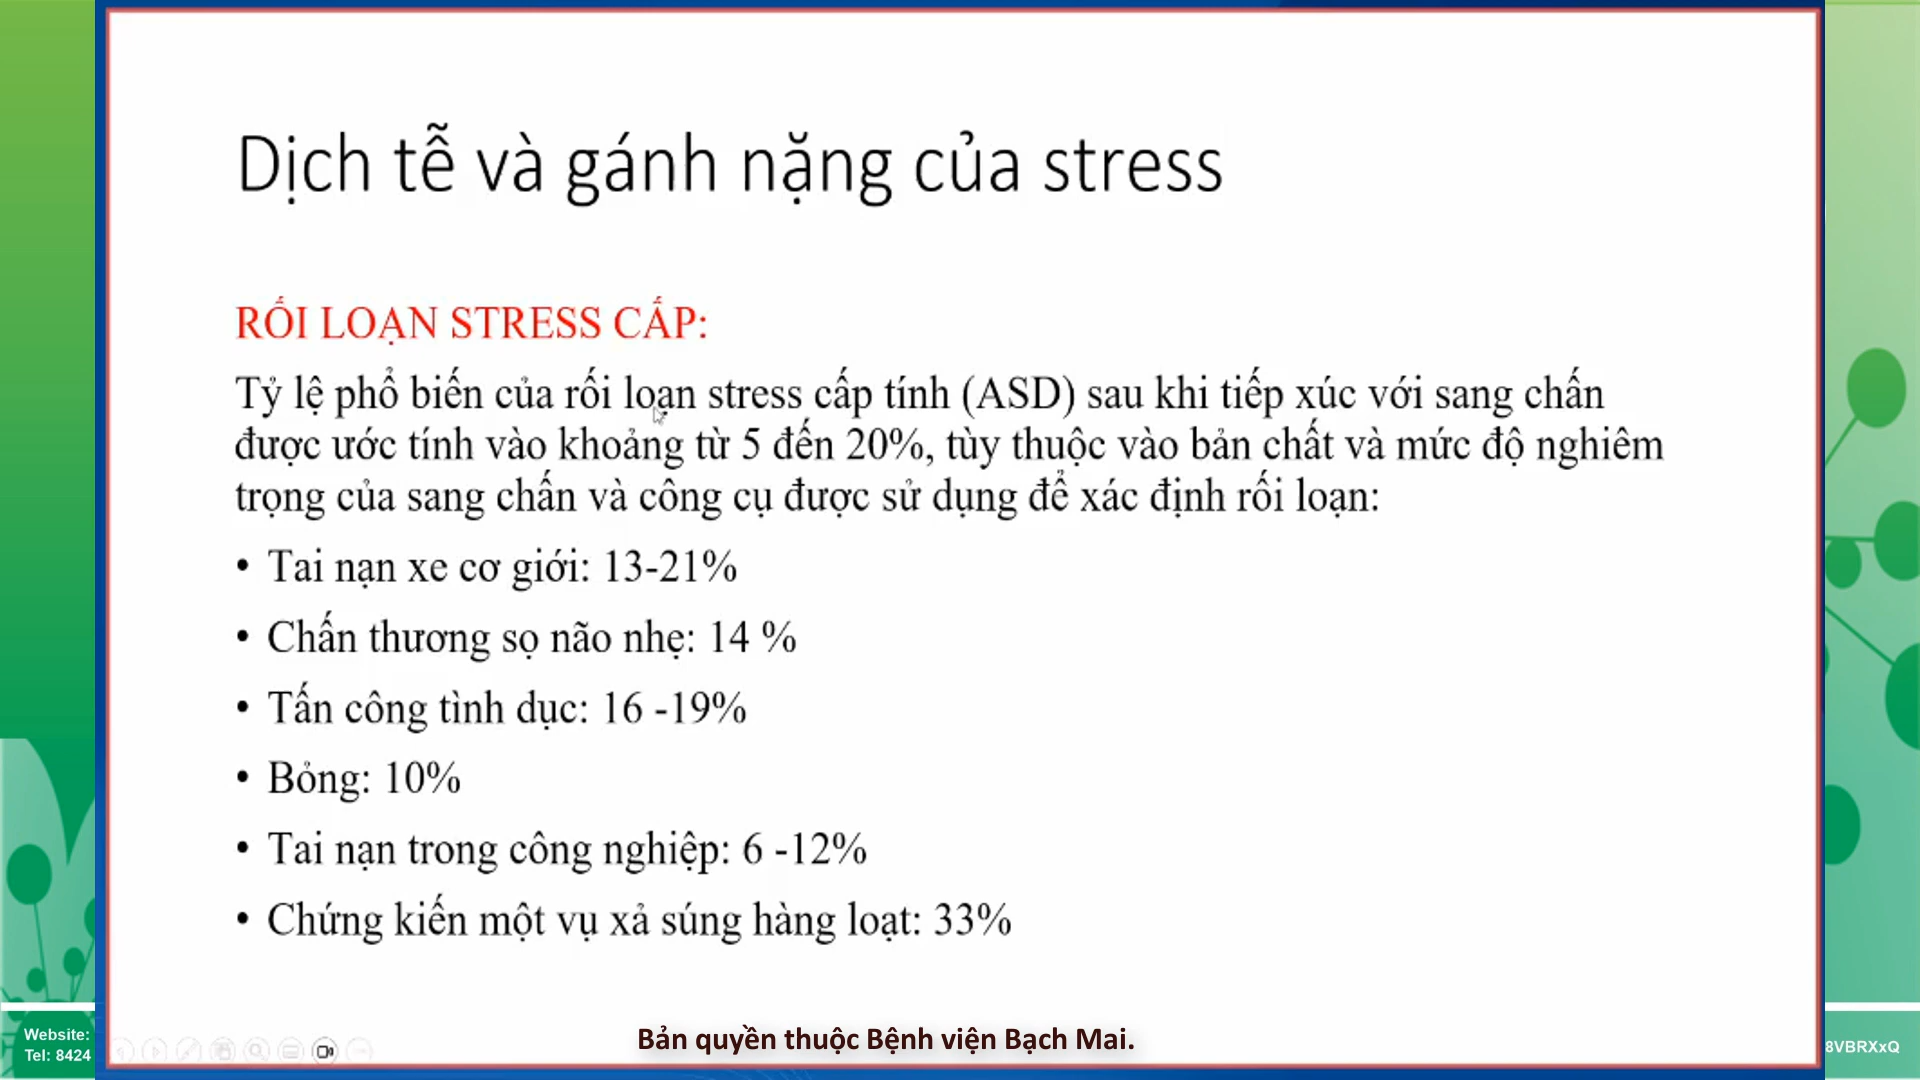 Dịch tễ và gánh nặng của stress
RỐI LOẠN STRESS CẤP:
Tỷ lệ phổ biến của rối loạn stress cấp tính (ASD) sau khi tiếp xúc với sang chấn
được ước tính vào khoảng từ 5 đến 20%, tùy thuộc vào bản chất và mức độ nghiêm
trọng của sang chấn và công cụ được sử dụng để xác định rối loạn:
• Tai nạn xe cơ giới: 13-21%
• Chấn thương sọ não nhẹ: 14 %
• Tấn công tình dục: 16 -19%
• Bỏng: 10%
• Tai nạn trong công nghiệp: 6 -12%
• Chứng kiến một vụ xả súng hàng loạt: 33%
Bản quyền thuộc Bệnh viện Bạch Mai.
Website:
Tel: 8424
8VBRXxQ